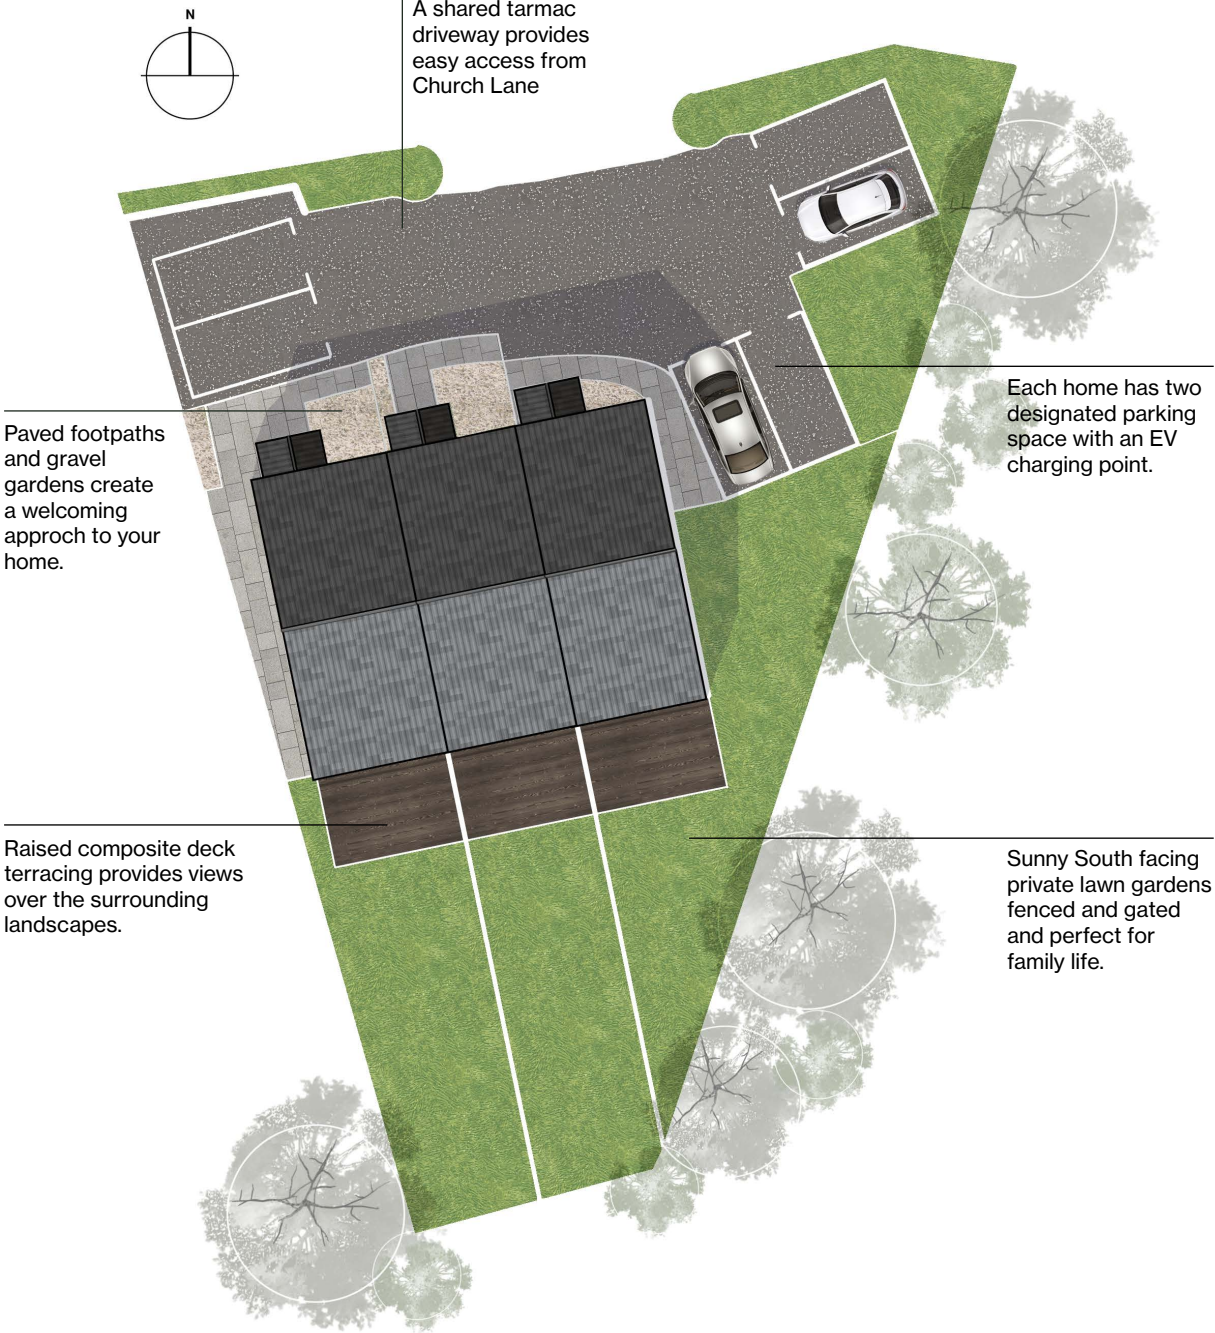 N
A shared tarmac
driveway provides
easy access from
Church Lane
Each home has two
designated parking
space with an EV
charging point.
Paved footpaths
and gravel
gardens create
a welcoming
approch to your
home.
Raised composite deck
terracing provides views
over the surrounding
landscapes.
Sunny South facing
private lawn gardens
fenced and gated
and perfect for
family life.